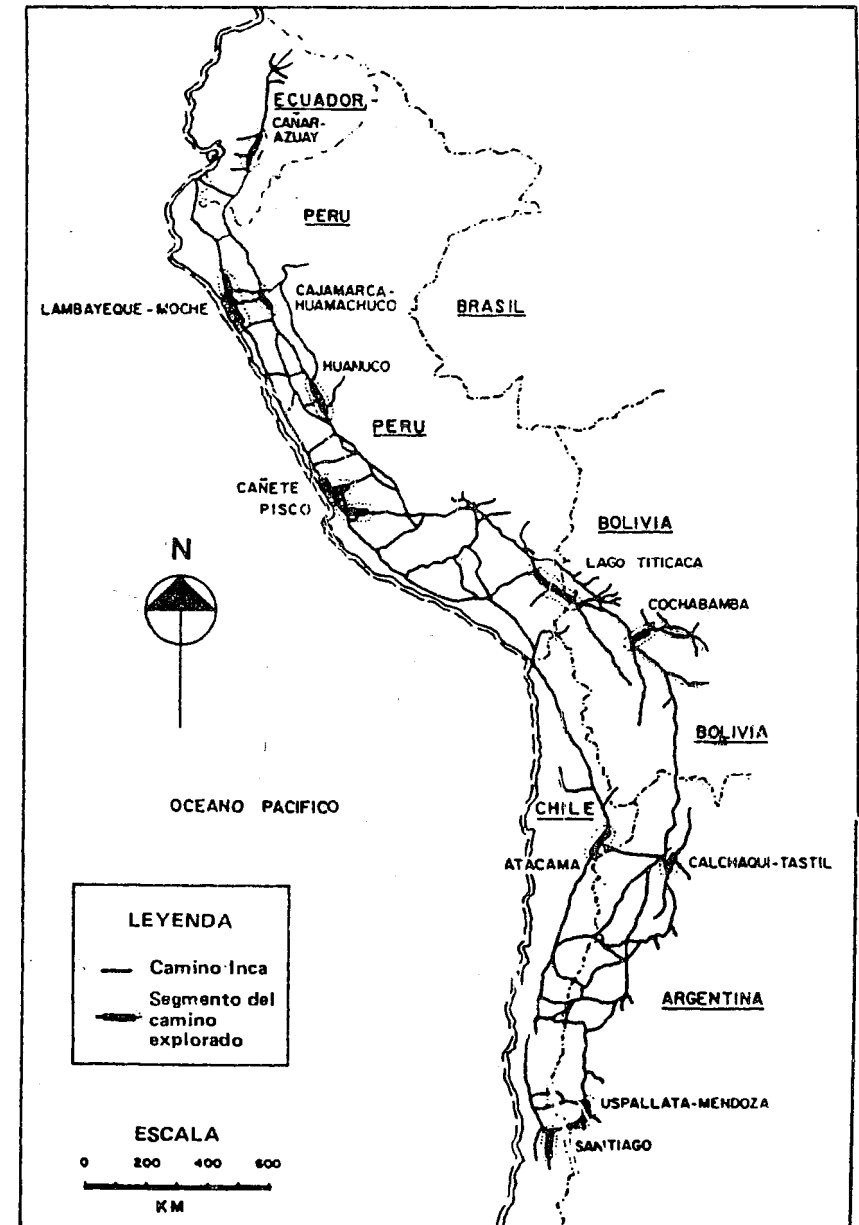 ECUADOR
CAÑAR-
AZUAY
PERU
CAJAMARCA-
HUAMACHUCO
LAMBAYEQUE-MOCHE
BRASIL
HUANUCO
PERU
CAÑETE
PISCO
BOLIVIA
LAGO TITICACA
N
COCHABAMBA
BOLIVIA
OCEANO PACIFICO
CHILE
ATACAMA
CALCHAQUI-TASTIL
LEYENDA
Camino Inca
Segmento del
camino
explorado
ARGENTINA
USPALLATA-MENDOZA
SANTIAGO
ESCALA
0 200 400 600
KM